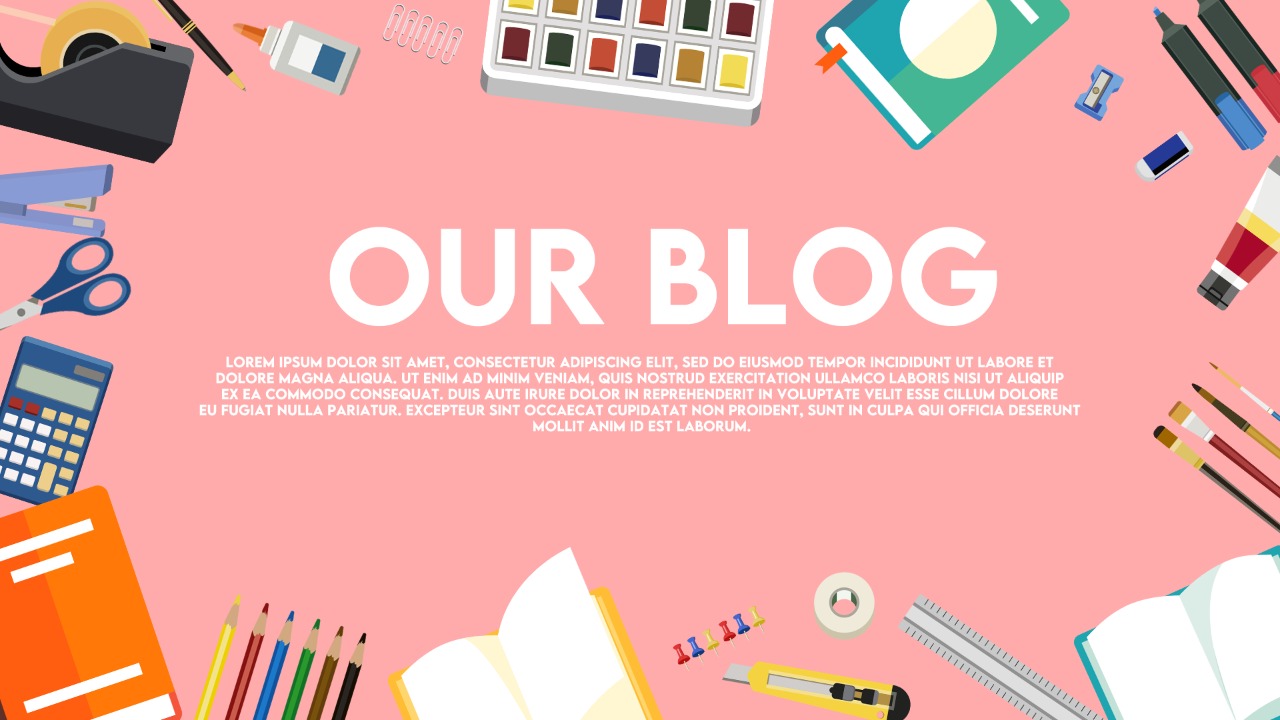 OUR BLOG
LOREM IPSUM DOLOR SIT AMET, CONSECTETUR ADIPISCING ELIT, SED DO EIUSMOD TEMPOR INCIDIDUNT UT LABORE ET
DOLORE MAGNA ALIQUA. UT ENIM AD MINIM VENIAM, QUIS NOSTRUD EXERCITATION ULLAMCO LABORIS NISI UT ALIQUIP
EX EA COMMODO CONSEQUAT. DUIS AUTE IRURE DOLOR IN REPREHENDERIT IN VOLUPTATE VELIT ESSE CILLUM DOLORE
EU FUGIAT NULLA PARIATUR. EXCEPTEUR SINT OCCAECAT CUPIDATAT NON PROIDENT, SUNT IN CULPA QUI OFFICIA DESERUNT
MOLLIT ANIM ID EST LABORUM.